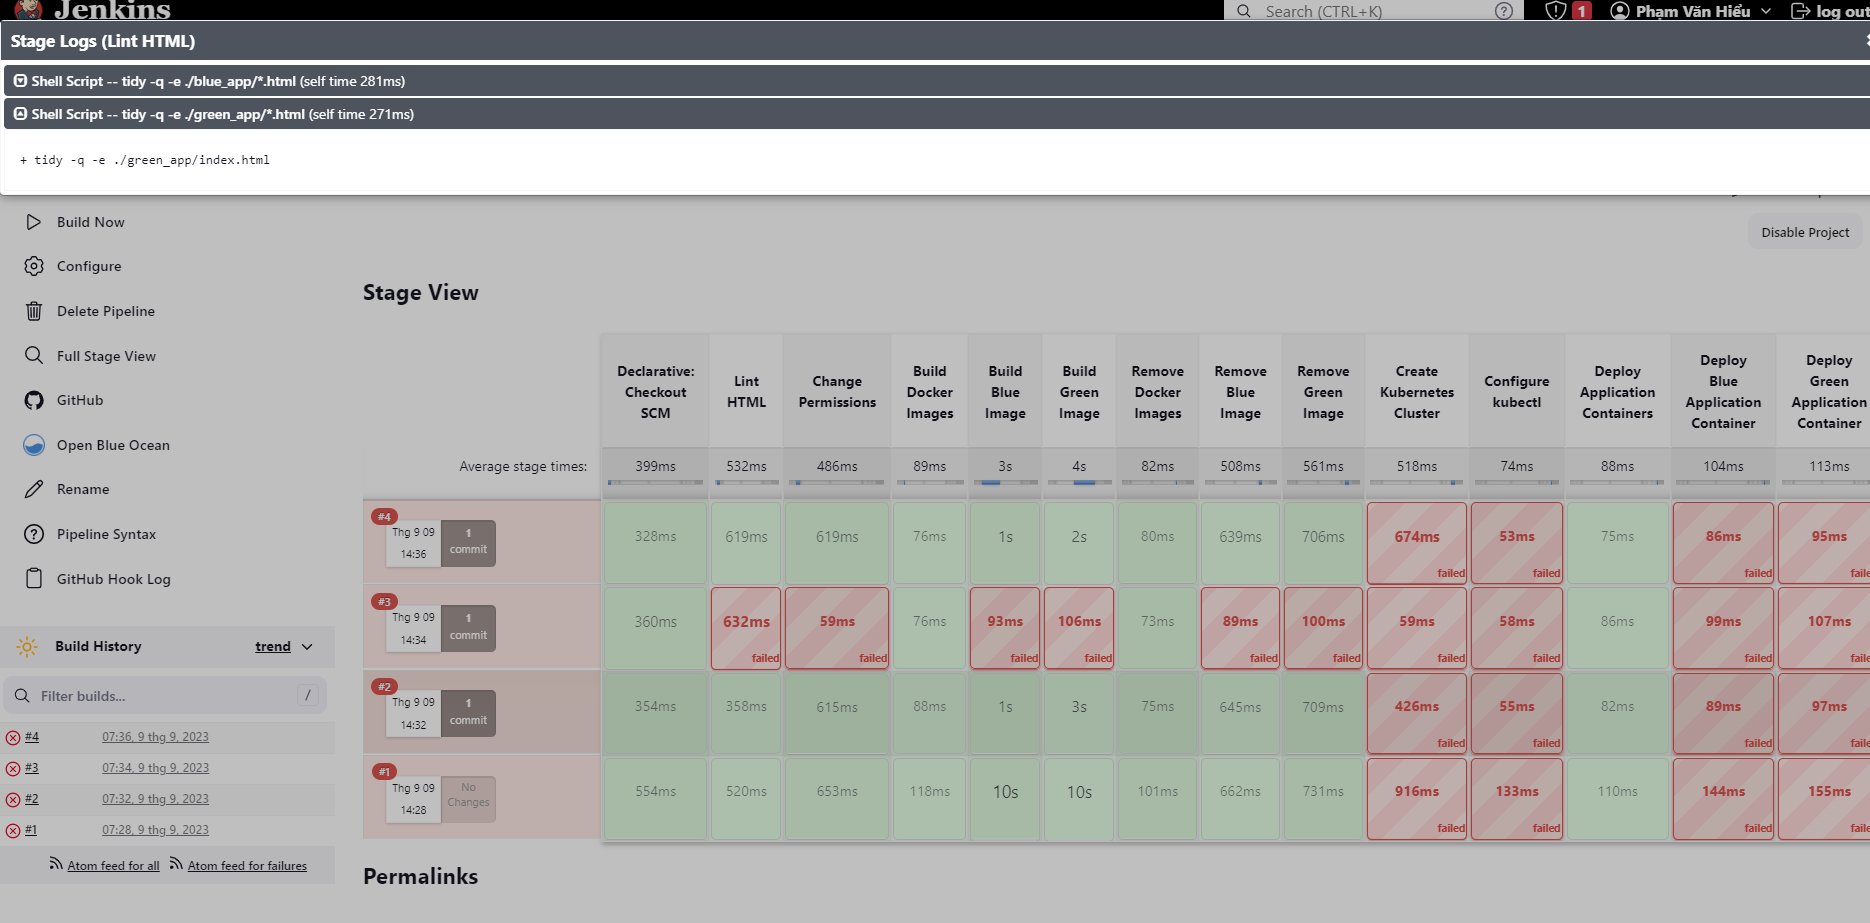 Jenkins
Search (CTRL+K)
1
Phạm Văn Hiểu
log out
Stage Logs (Lint HTML)
Shell Script -- tidy -q -e ./blue_app/*.html (self time 281ms)
Shell Script -- tidy -q -e ./green_app/*.html (self time 271ms)
+ tidy -q -e ./green_app/index.html
Build Now
Configure
Delete Pipeline
Full Stage View
GitHub
Open Blue Ocean
Rename
Pipeline Syntax
GitHub Hook Log
Build History
trend
Filter builds...
/
#4
07:36, 9 thg 9, 2023
#3
07:34, 9 thg 9, 2023
#2
07:32, 9 thg 9, 2023
#1
07:28, 9 thg 9, 2023
Atom feed for all
Atom feed for failures
Disable Project
Stage View
Declarative: Checkout SCM
Lint HTML
Change Permissions
Build Docker Images
Build Blue Image
Build Green Image
Remove Docker Images
Remove Blue Image
Remove Green Image
Create Kubernetes Cluster
Configure kubectl
Deploy Application Containers
Deploy Blue Application Container
Deploy Green Application Container
Average stage times:
399ms 532ms 486ms 89ms 3s 4s 82ms 508ms 561ms 518ms 74ms 88ms 104ms 113ms
#4
Thg 9 09
14:36
1
commit
328ms 619ms 619ms 76ms 1s 2s 80ms 639ms 706ms 674ms 53ms 75ms 86ms 95ms
failed failed failed faile
#3
Thg 9 09
14:34
1
commit
360ms 632ms 59ms 76ms 93ms 106ms 73ms 89ms 100ms 59ms 58ms 86ms 99ms 107ms
failed failed failed failed failed failed failed failed failed faile
#2
Thg 9 09
14:32
1
commit
354ms 358ms 615ms 88ms 1s 3s 75ms 645ms 709ms 426ms 55ms 82ms 89ms 97ms
failed failed failed faile
#1
Thg 9 09
14:28
No
Changes
554ms 520ms 653ms 118ms 10s 10s 101ms 662ms 731ms 916ms 133ms 110ms 144ms 155ms
failed failed failed faile
Permalinks